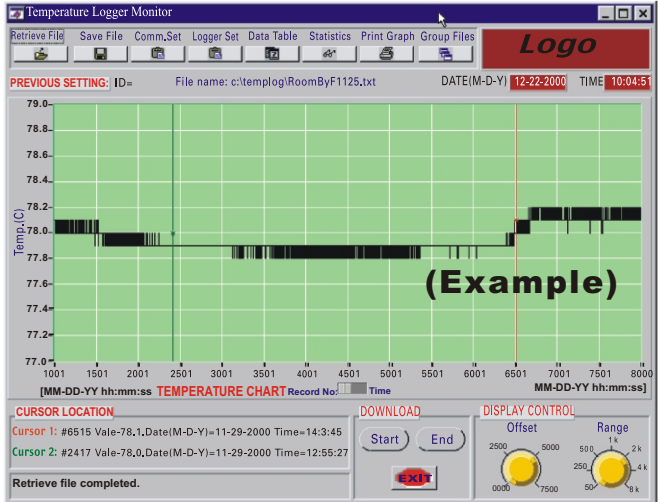 Temperature Logger Monitor
Retrieve File Save File Comm.Set Logger Set Data Table Statistics Print Graph Group Files
Logo
PREVIOUS SETTING: ID= File name: c:\templog\RoomByF1125.txt DATE(M-D-Y) 12-22-2000 TIME 10:04:51
79.0
78.8
78.6
78.4
78.2
78.0
77.8
77.6
77.4
77.2
77.0
Temp.(C)
(Example)
1001 1501 2001 2501 3001 3501 4001 4501 5001 5501 6001 6501 7001 7501 8000
[MM-DD-YY hh:mm:ss TEMPERATURE CHART Record No: Time MM-DD-YY hh:mm:ss]
CURSOR LOCATION
Cursor 1: #6515 Vale-78.1.Date(M-D-Y)=11-29-2000 Time=14:3:45
Cursor 2: #2417 Vale-78.0.Date(M-D-Y)=11-29-2000 Time=12:55:27
Retrieve file completed.
DOWNLOAD
Start End
EXIT
DISPLAY CONTROL
Offset
2500 5000
0000 7500
Range
1k
500 2k
250 4k
50 8k